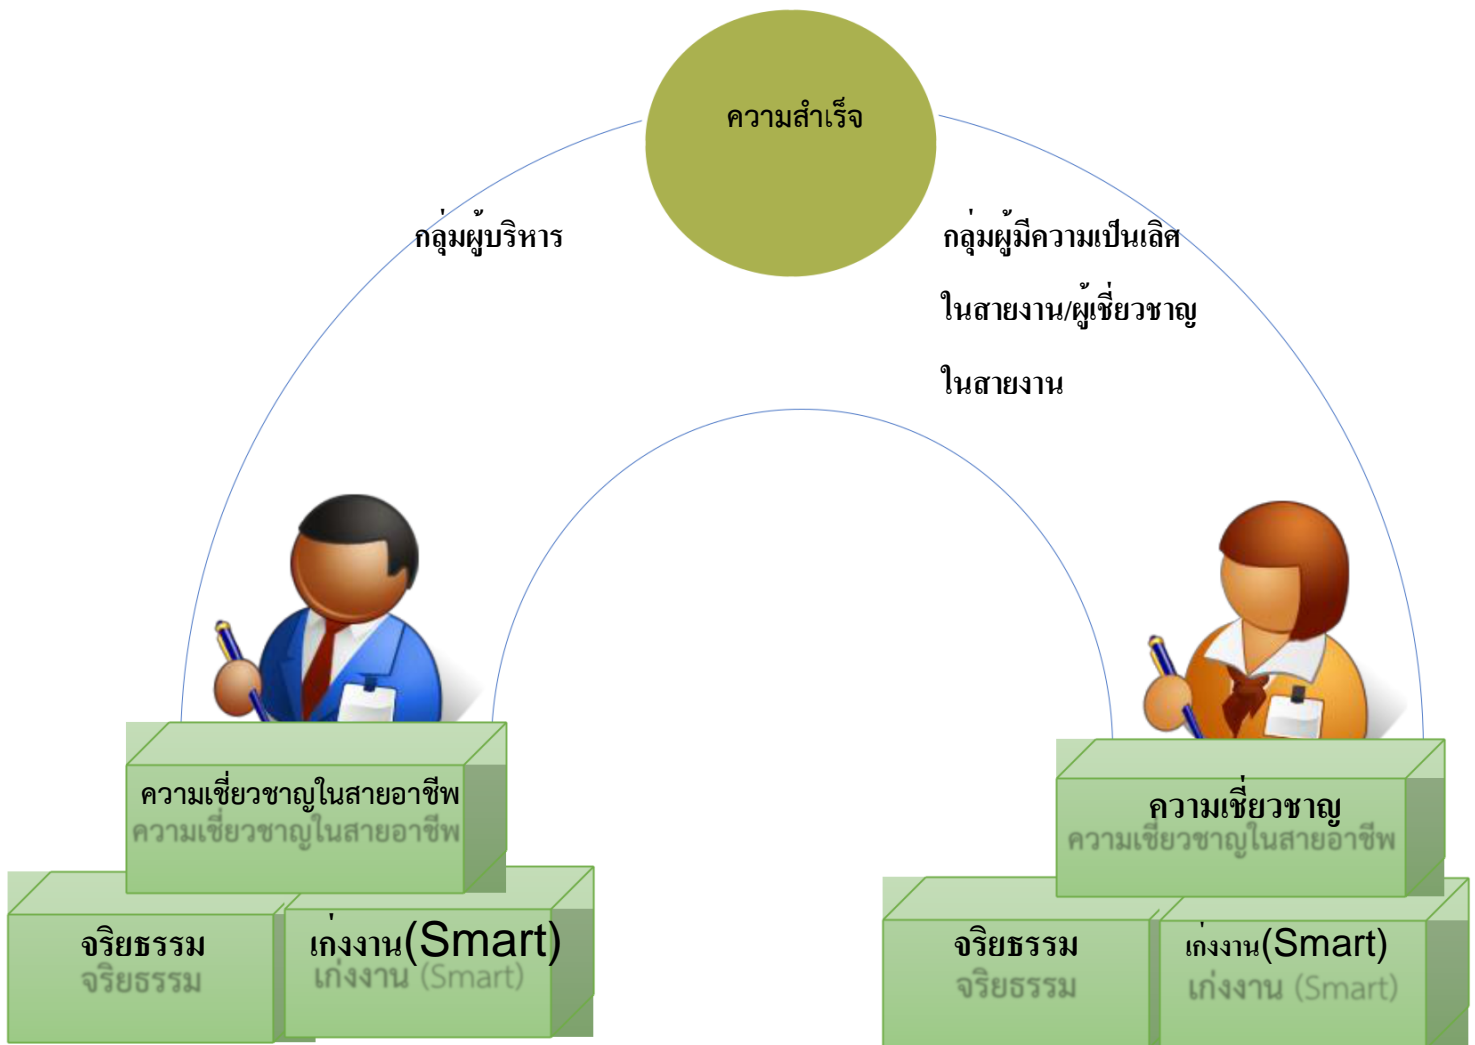 ความสำเร็จ
กลุ่มผู้บริหาร
กลุ่มผู้มีความเป็นเลิศ
ในสายงาน/ผู้เชี่ยวชาญ
ในสายงาน
ความเชี่ยวชาญในสายอาชีพ
ความเชี่ยวชาญในสายอาชีพ
จริยธรรม
จริยธรรม
เก่งงาน(Smart)
เก่งงาน (Smart)
ความเชี่ยวชาญ
ความเชี่ยวชาญในสายอาชีพ
จริยธรรม
จริยธรรม
เก่งงาน(Smart)
เก่งงาน (Smart)